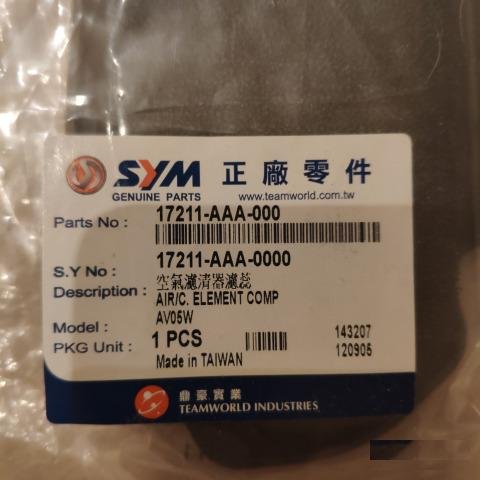 SYM 正廠零件
GENUINE PARTS www.teamworld.com.tw
Parts No : 17211-AAA-000
S.Y No : 17211-AAA-0000
空氣濾清器濾蕊
Description : AIR/C. ELEMENT COMP
Model : AV05W
PKG Unit : 1 PCS 143207
Made in TAIWAN 120905
鼎豪實業
TEAMWORLD INDUSTRIES